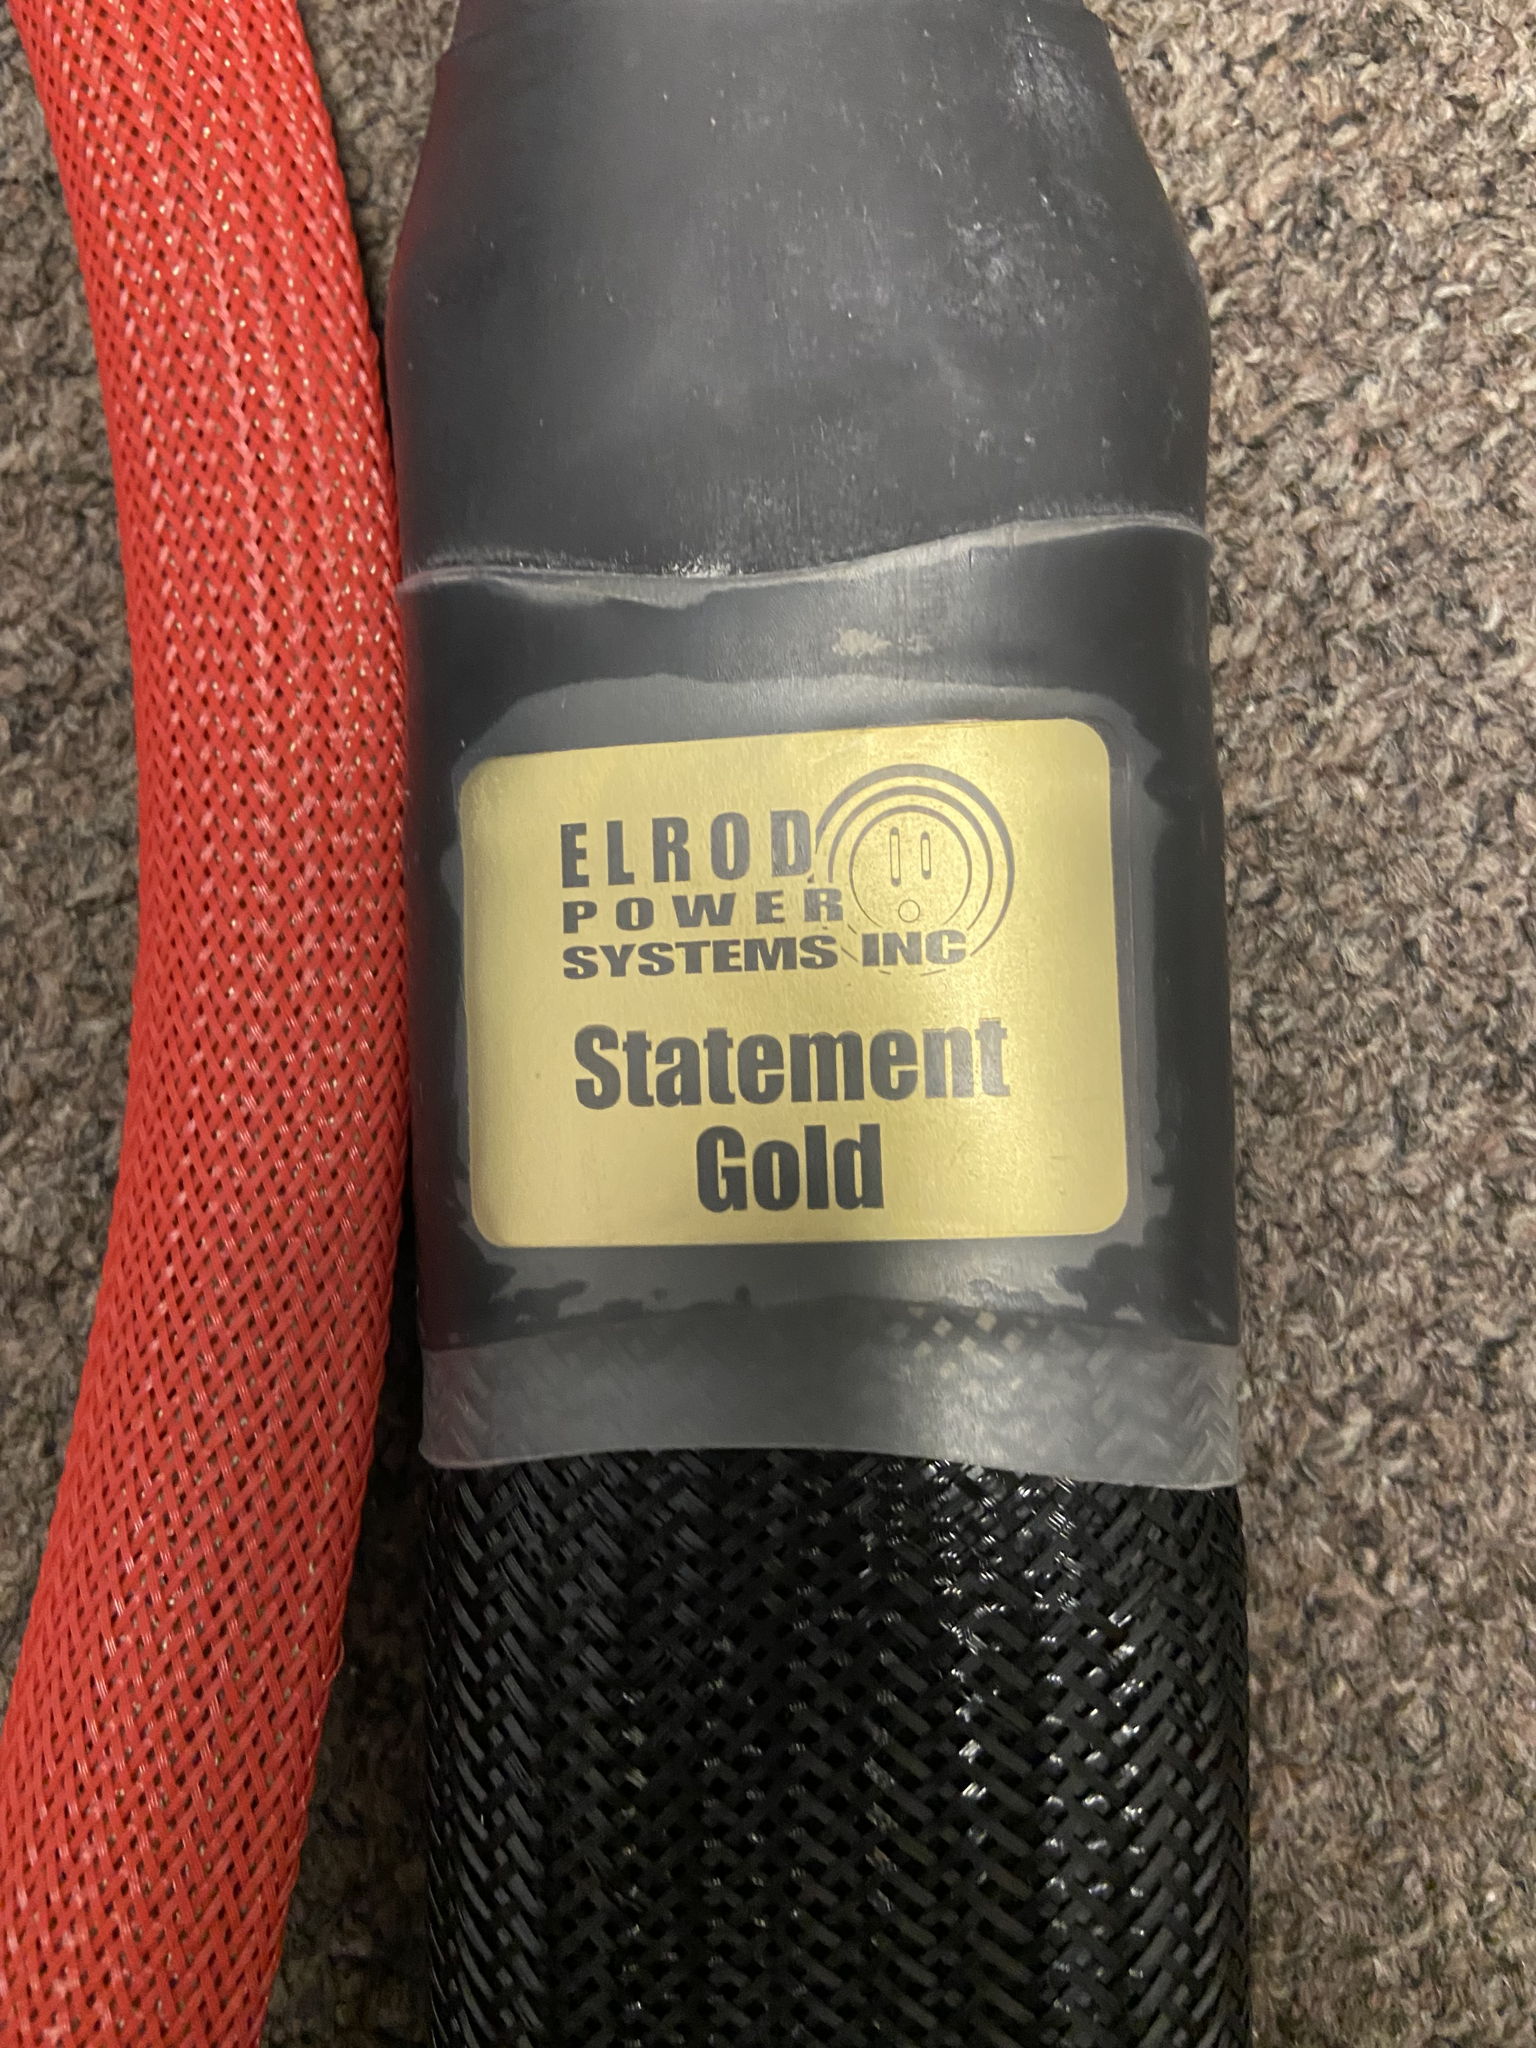 ELROD
POWER
SYSTEMS INC
Statement
Gold